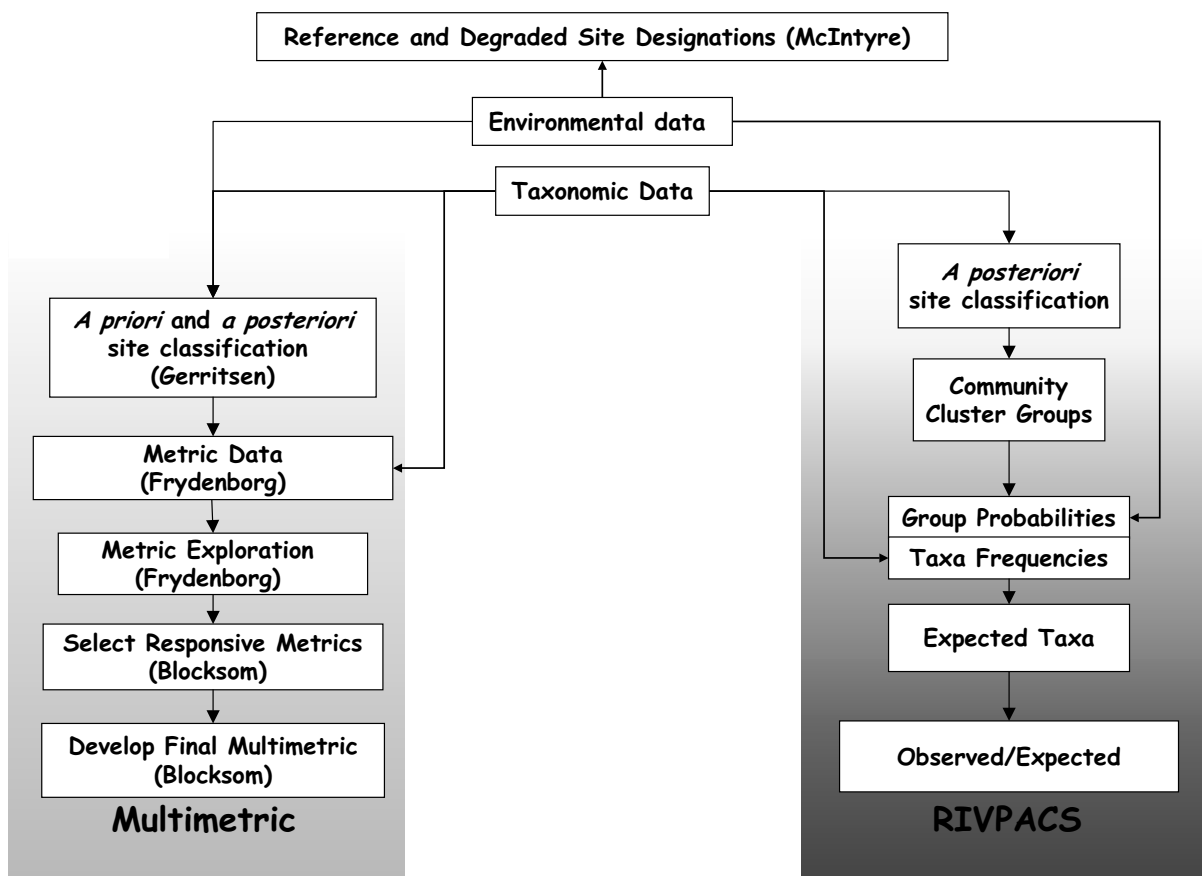 Reference and Degraded Site Designations (McIntyre)
Environmental data
Taxonomic Data
A priori and a posteriori
site classification
(Gerritsen)
Metric Data
(Frydenborg)
Metric Exploration
(Frydenborg)
Select Responsive Metrics
(Blocksom)
Develop Final Multimetric
(Blocksom)
Multimetric
A posteriori
site classification
Community
Cluster Groups
Group Probabilities
Taxa Frequencies
Expected Taxa
Observed/Expected
RIVPACS